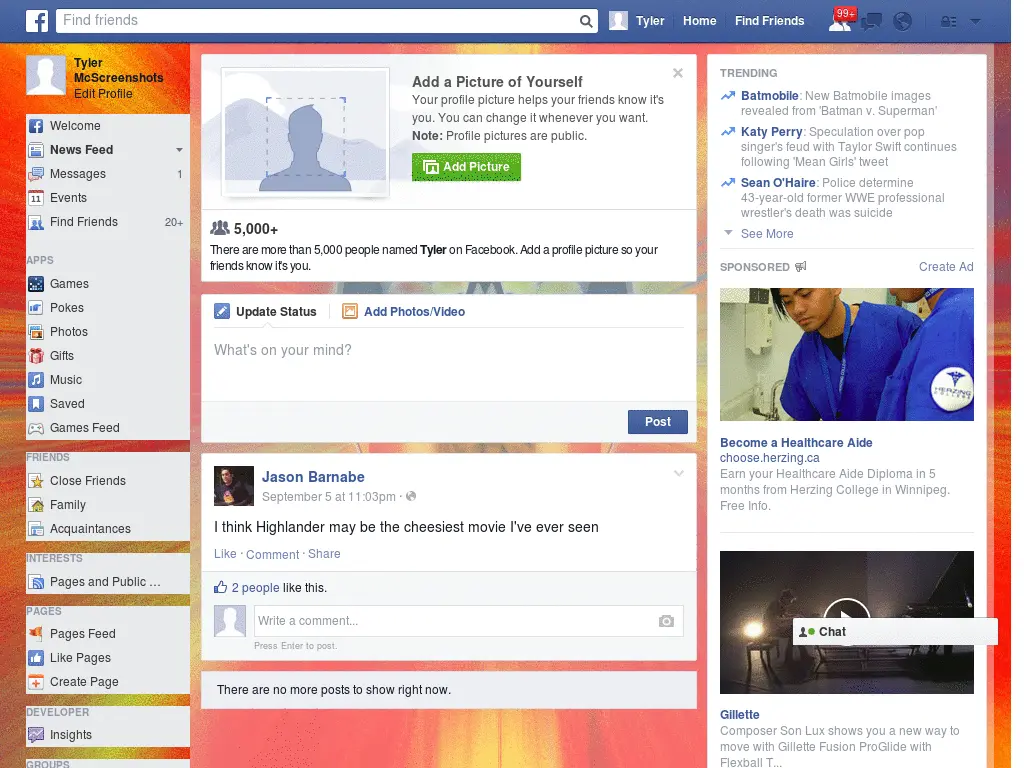 Find friends
Tyler
Home
Find Friends
99+
Tyler
McScreenshots
Edit Profile
Welcome
News Feed
Messages 1
11 Events
Find Friends 20+
APPS
Games
Pokes
Photos
Gifts
Music
Saved
Games Feed
FRIENDS
Close Friends
Family
Acquaintances
INTERESTS
Pages and Public ...
PAGES
Pages Feed
Like Pages
Create Page
DEVELOPER
Insights
GROUPS
Add a Picture of Yourself
Your profile picture helps your friends know it's
you. You can change it whenever you want.
Note: Profile pictures are public.
Add Picture
5,000+
There are more than 5,000 people named Tyler on Facebook. Add a profile picture so your
friends know it's you.
Update Status
Add Photos/Video
What's on your mind?
Post
Jason Barnabe
September 5 at 11:03pm ·
I think Highlander may be the cheesiest movie I've ever seen
Like · Comment · Share
2 people like this.
Write a comment...
Press Enter to post.
There are no more posts to show right now.
TRENDING
Batmobile: New Batmobile images
revealed from 'Batman v. Superman'
Katy Perry: Speculation over pop
singer's feud with Taylor Swift continues
following 'Mean Girls' tweet
Sean O'Haire: Police determine
43-year-old former WWE professional
wrestler's death was suicide
See More
SPONSORED
Create Ad
HERZING
COLLEGE
Become a Healthcare Aide
choose.herzing.ca
Earn your Healthcare Aide Diploma in 5
months from Herzing College in Winnipeg.
Free Info.
Chat
Gillette
Composer Son Lux shows you a new way to
move with Gillette Fusion ProGlide with
Flexball T...